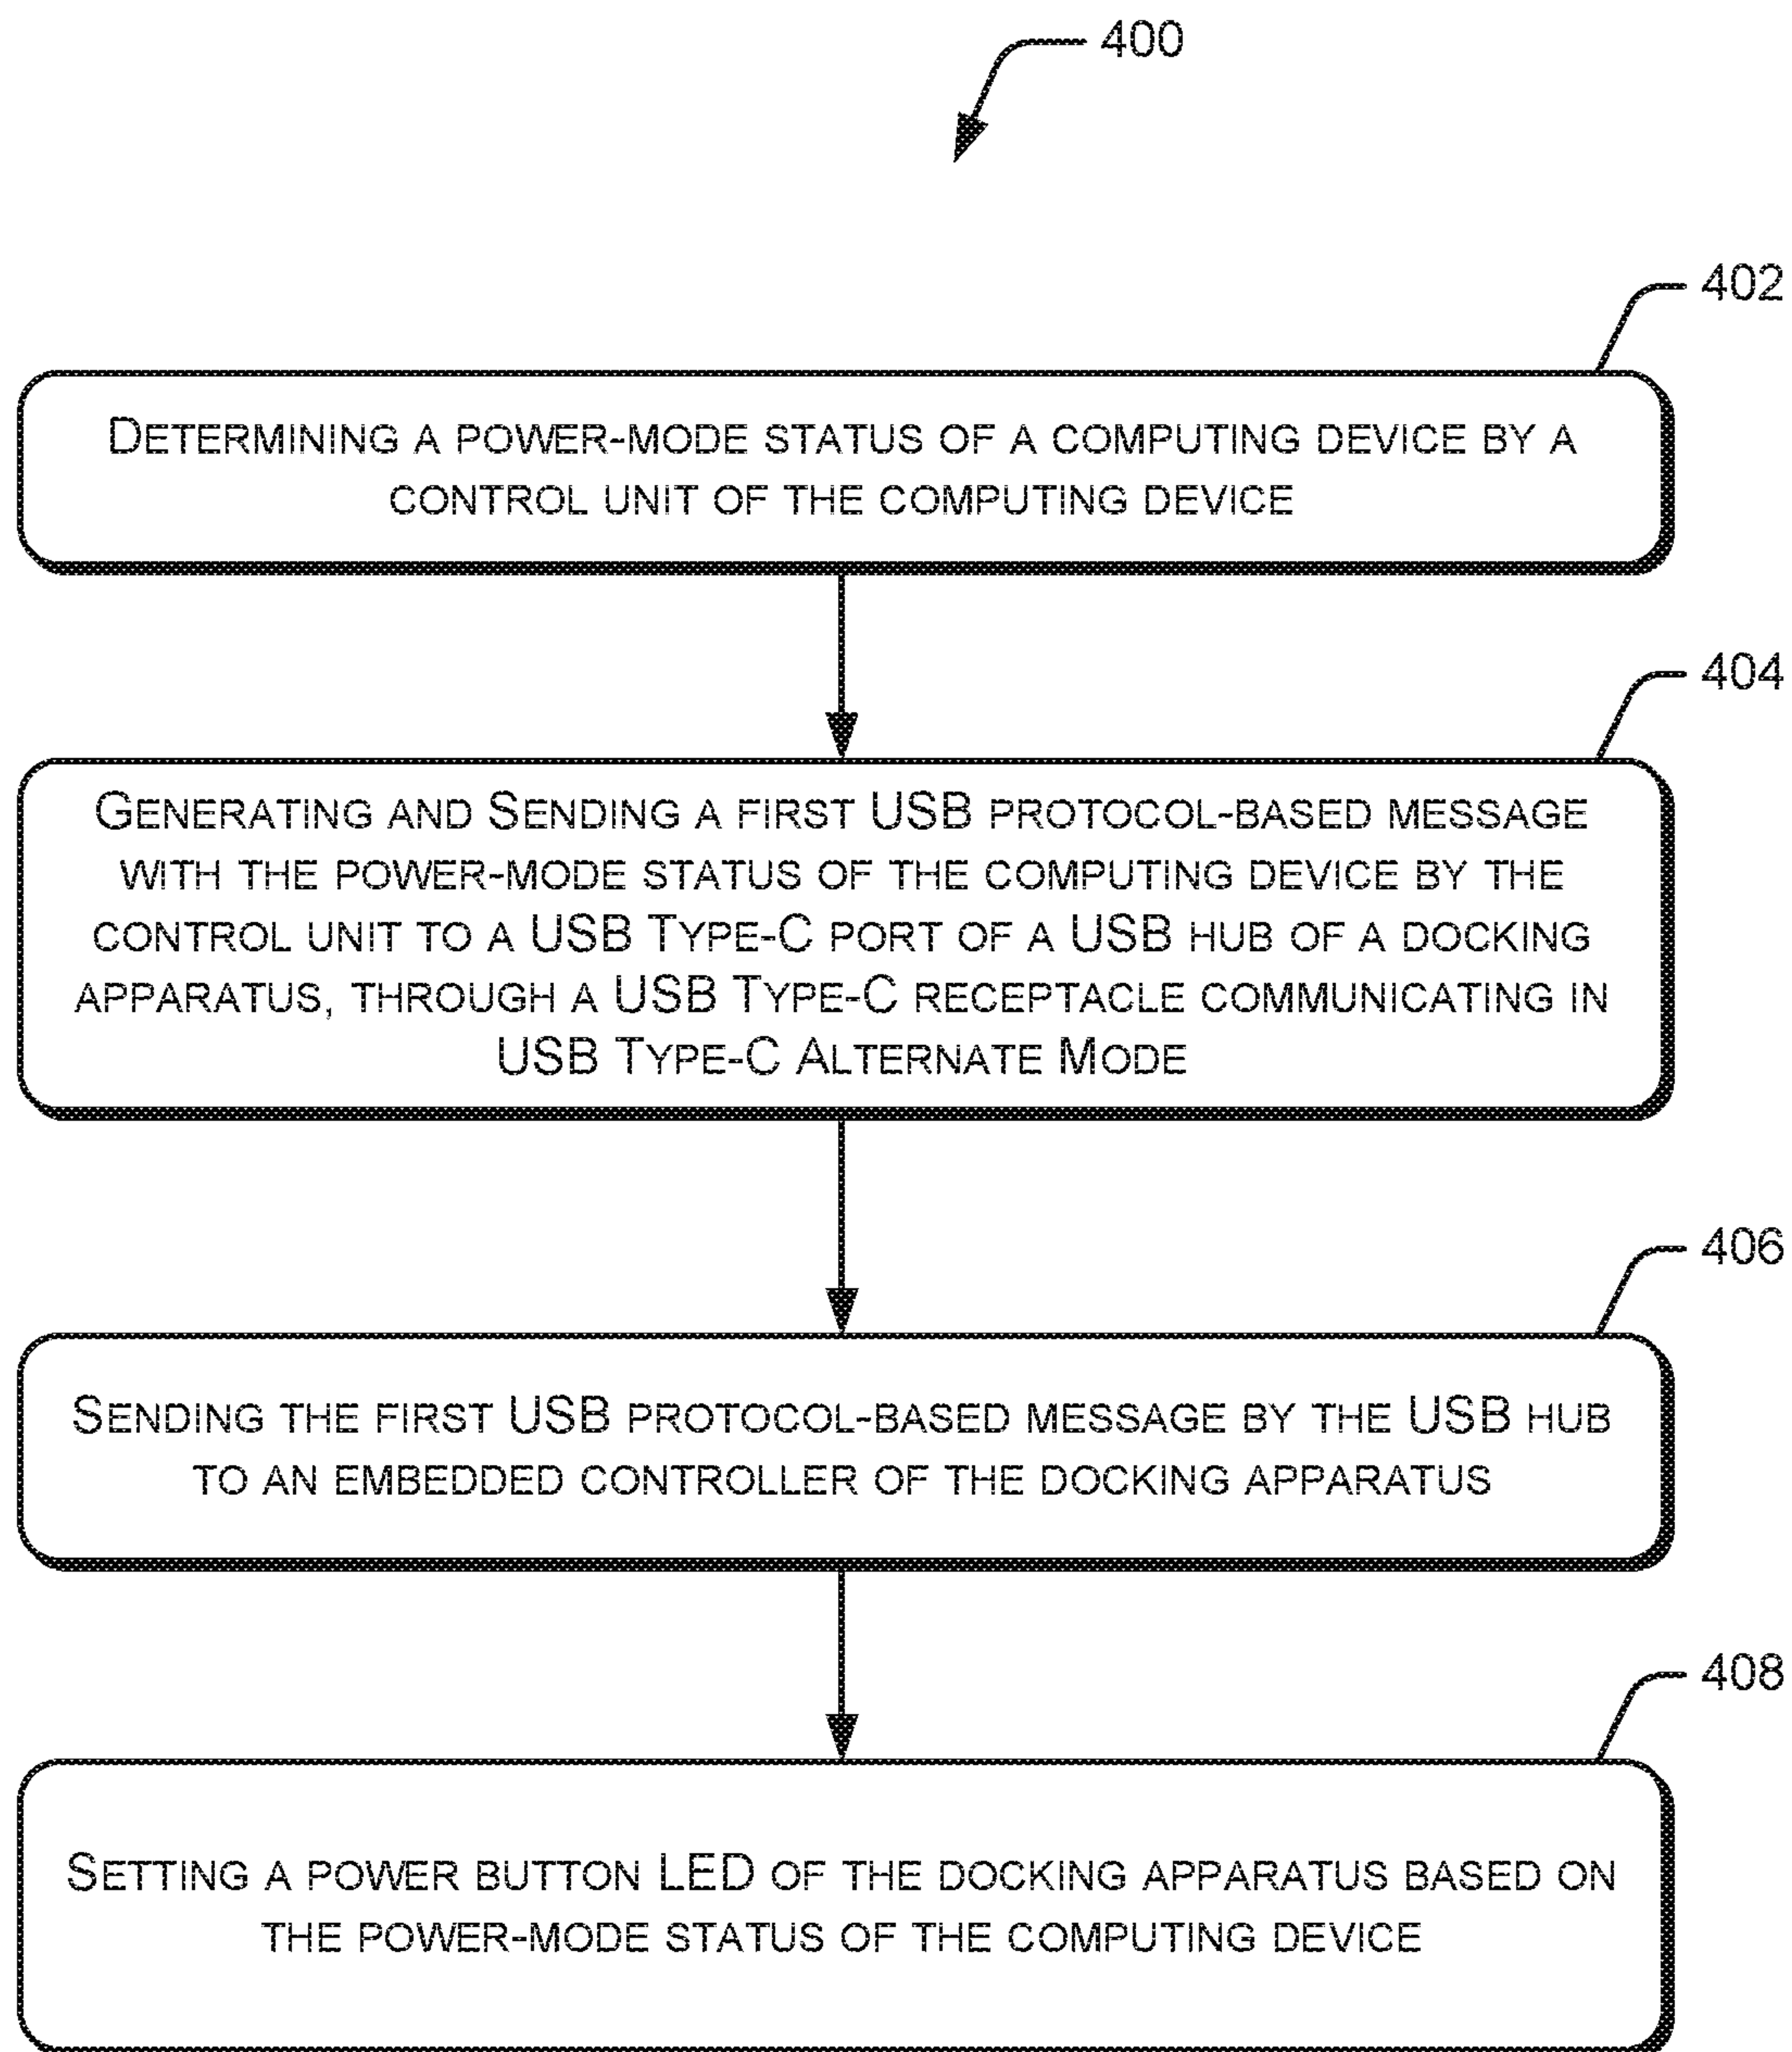 400
402
DETERMINING A POWER-MODE STATUS OF A COMPUTING DEVICE BY A
CONTROL UNIT OF THE COMPUTING DEVICE
404
GENERATING AND SENDING A FIRST USB PROTOCOL-BASED MESSAGE
WITH THE POWER-MODE STATUS OF THE COMPUTING DEVICE BY THE
CONTROL UNIT TO A USB TYPE-C PORT OF A USB HUB OF A DOCKING
APPARATUS, THROUGH A USB TYPE-C RECEPTACLE COMMUNICATING IN
USB TYPE-C ALTERNATE MODE
406
SENDING THE FIRST USB PROTOCOL-BASED MESSAGE BY THE USB HUB
TO AN EMBEDDED CONTROLLER OF THE DOCKING APPARATUS
408
SETTING A POWER BUTTON LED OF THE DOCKING APPARATUS BASED ON
THE POWER-MODE STATUS OF THE COMPUTING DEVICE